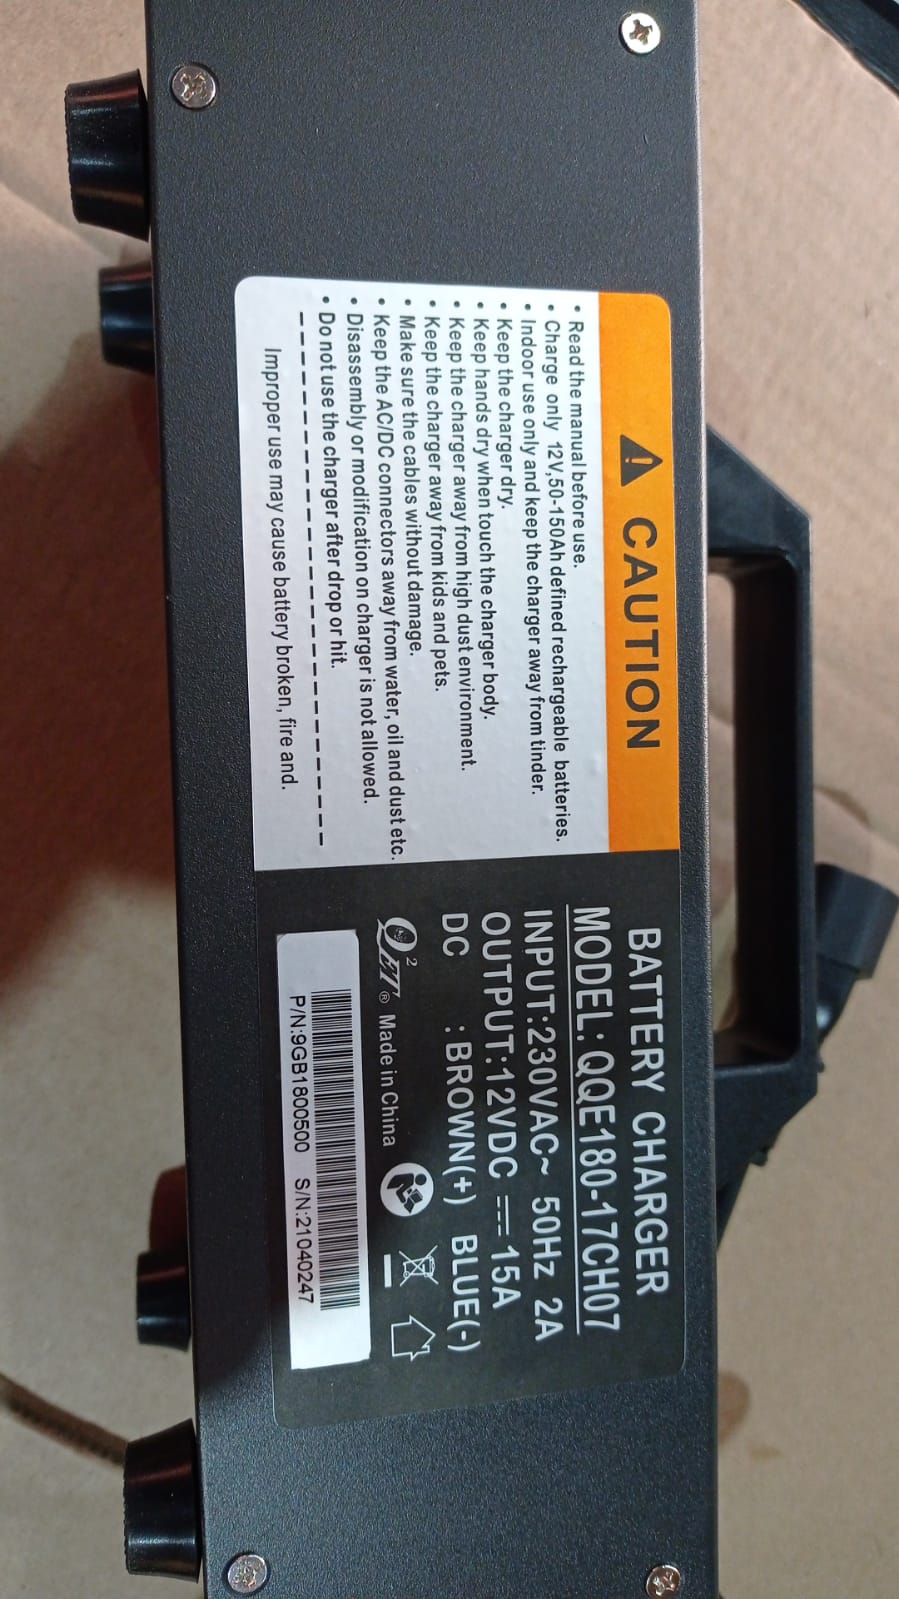 ⚠ CAUTION
• Read the manual before use.
• Charge only 12V,50-150Ah defined rechargeable batteries.
• Indoor use only and keep the charger away from tinder.
• Keep the charger dry.
• Keep hands dry when touch the charger body.
• Keep the charger away from high dust environment.
• Keep the charger away from kids and pets.
• Make sure the cables without damage.
• Keep the AC/DC connectors away from water, oil and dust etc.
• Disassembly or modification on charger is not allowed.
• Do not use the charger after drop or hit.
Improper use may cause battery broken, fire and.
BATTERY CHARGER
MODEL: QQE180-17CH07
INPUT:230VAC~ 50Hz 2A
OUTPUT:12VDC ⎓ 15A
DC :BROWN(+) BLUE(-)
Q²ET® Made in China
P/N:9GB1800500 S/N:21040247